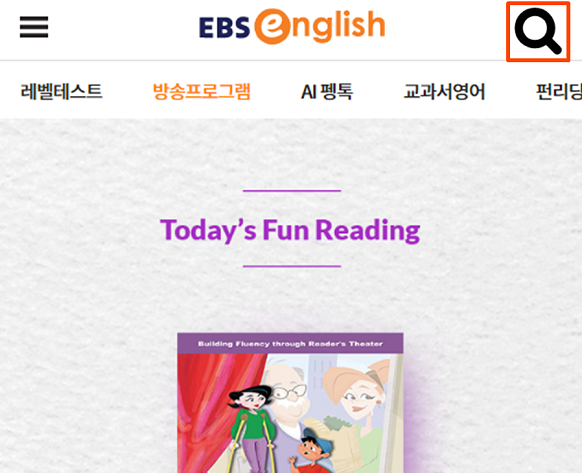 EBS english
레벨테스트 방송프로그램 AI 펭톡 교과서영어 펀리딩
Today's Fun Reading
Building Fluency through Reader's Theater